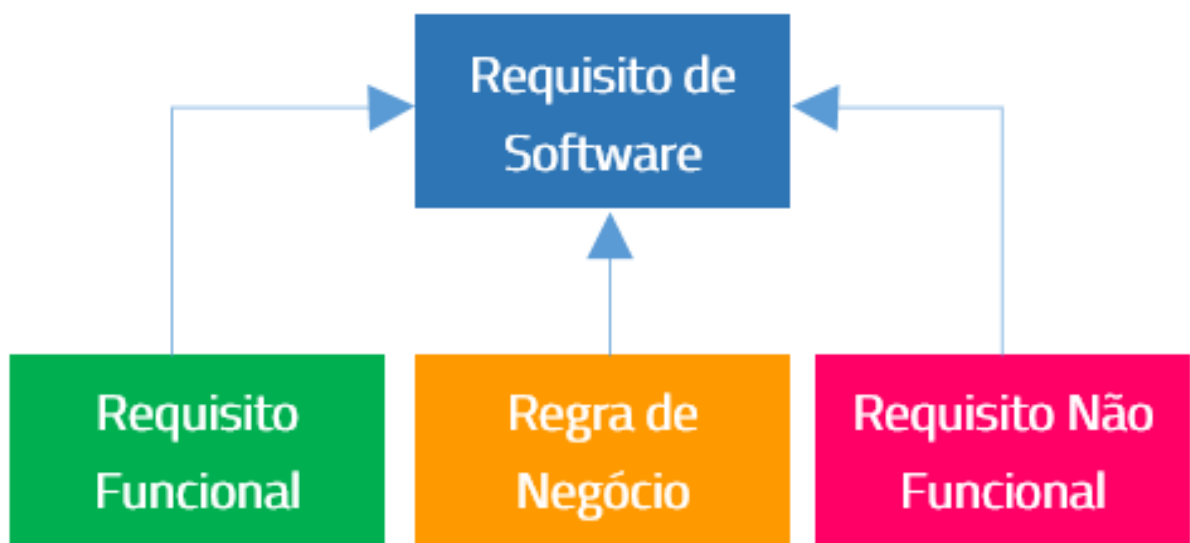 Requisito de
Software
Requisito
Funcional
Regra de
Negócio
Requisito Não
Funcional